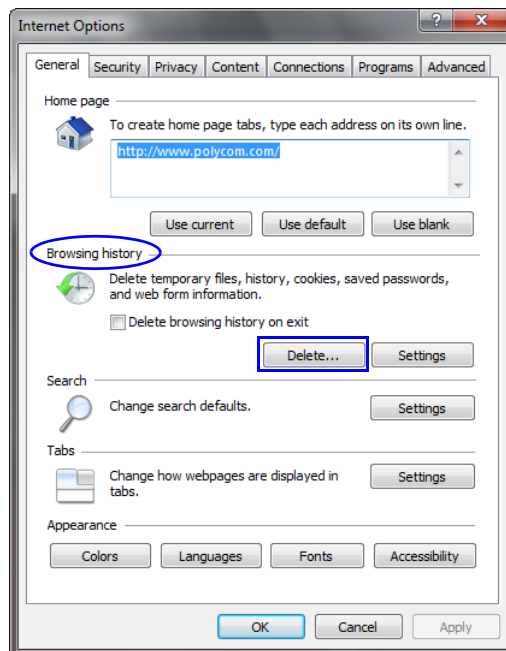 Internet Options
?
X
General Security Privacy Content Connections Programs Advanced
Home page
To create home page tabs, type each address on its own line.
http://www.polycom.com/
Use current Use default Use blank
Browsing history
Delete temporary files, history, cookies, saved passwords,
and web form information.
Delete browsing history on exit
Delete... Settings
Search
Change search defaults. Settings
Tabs
Change how webpages are displayed in
tabs.
Settings
Appearance
Colors Languages Fonts Accessibility
OK Cancel Apply